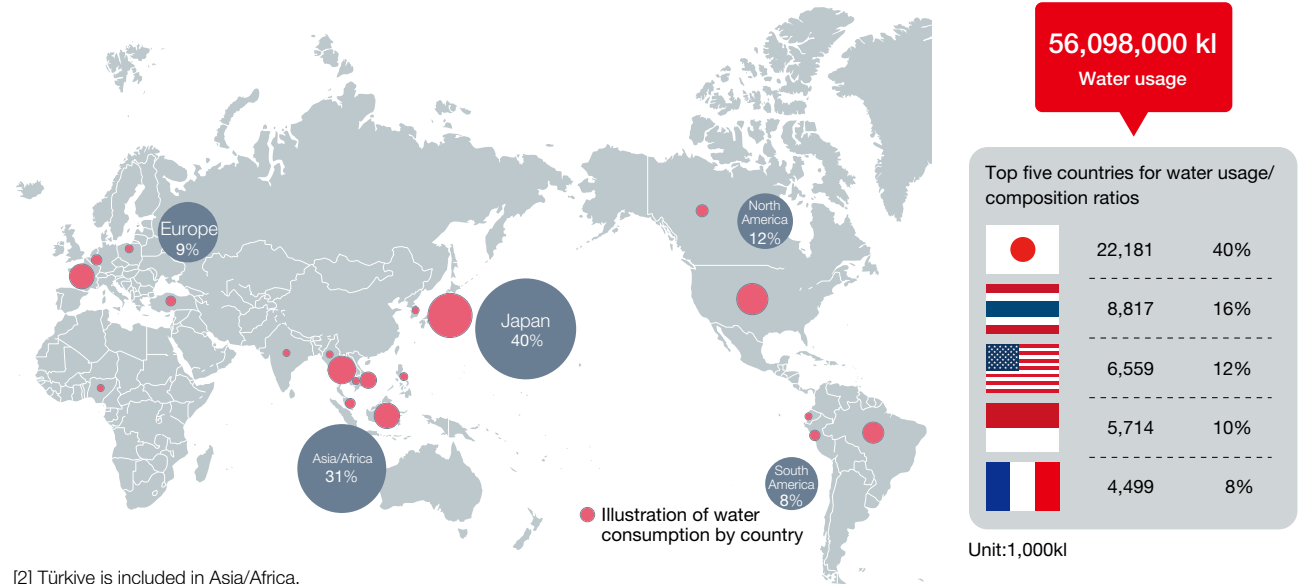 56,098,000 kl
Water usage
Top five countries for water usage/
composition ratios
22,181 40%
8,817 16%
6,559 12%
5,714 10%
4,499 8%
Unit:1,000kl
Europe
9%
Japan
40%
Asia/Africa
31%
North
America
12%
South
America
8%
Illustration of water
consumption by country
[2] Türkiye is included in Asia/Africa.